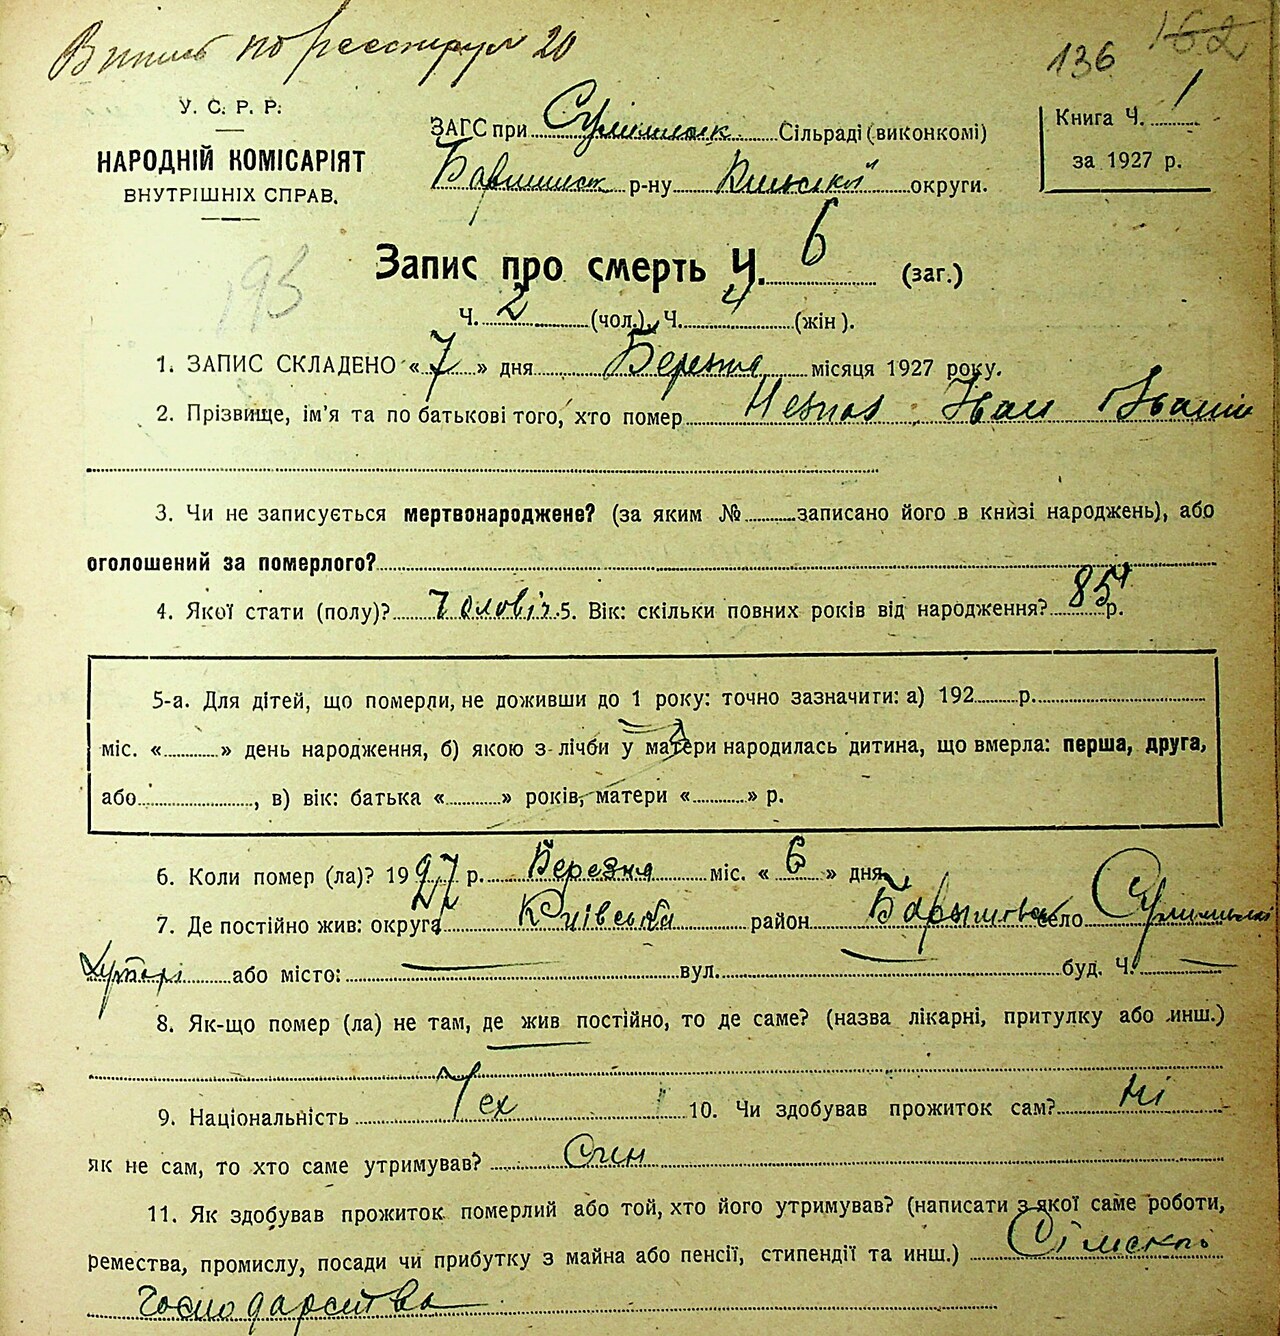 по реєстру 20
136 162
У. С. Р. Р.
НАРОДНІЙ КОМІСАРІЯТ
ВНУТРІШНІХ СПРАВ.
ЗАГС при Сулимовск. Сільраді (виконкомі)
р-ну Київської округи.
Книга Ч. 1
за 1927 р.
195
Запис про смерть Ч. 6 (заг.)
Ч. 2 (чол.), Ч. 4 (жін).
1. ЗАПИС СКЛАДЕНО «7» дня Березня місяця 1927 року.
2. Прізвище, ім'я та по батькові того, хто помер Іван Іванів
3. Чи не записується мертвонароджене? (за яким № записано його в книзі народжень), або
оголошений за померлого?
4. Якої стати (полу)? Чоловіч. 5. Вік: скільки повних років від народження? 85 р.
5-а. Для дітей, що померли, не доживши до 1 року: точно зазначити: а) 192 р.
міс. « » день народження, б) якою з лічби у матери народилась дитина, що вмерла: перша, друга,
або , в) вік: батька « » років, матери « » р.
6. Коли помер (ла)? 1927 р. Березня міс. «6» дня
7. Де постійно жив: округа Київська район село
хутор або місто: — вул. — буд. Ч. —
8. Як-що помер (ла) не там, де жив постійно, то де саме? (назва лікарні, притулку або инш.)
9. Національність Чех 10. Чи здобував прожиток сам? Ні
як не сам, то хто саме утримував? Син
11. Як здобував прожиток померлий або той, хто його утримував? (написати з якої саме роботи,
ремества, промислу, посади чи прибутку з майна або пенсії, стипендії та инш.) Сільского
господарства